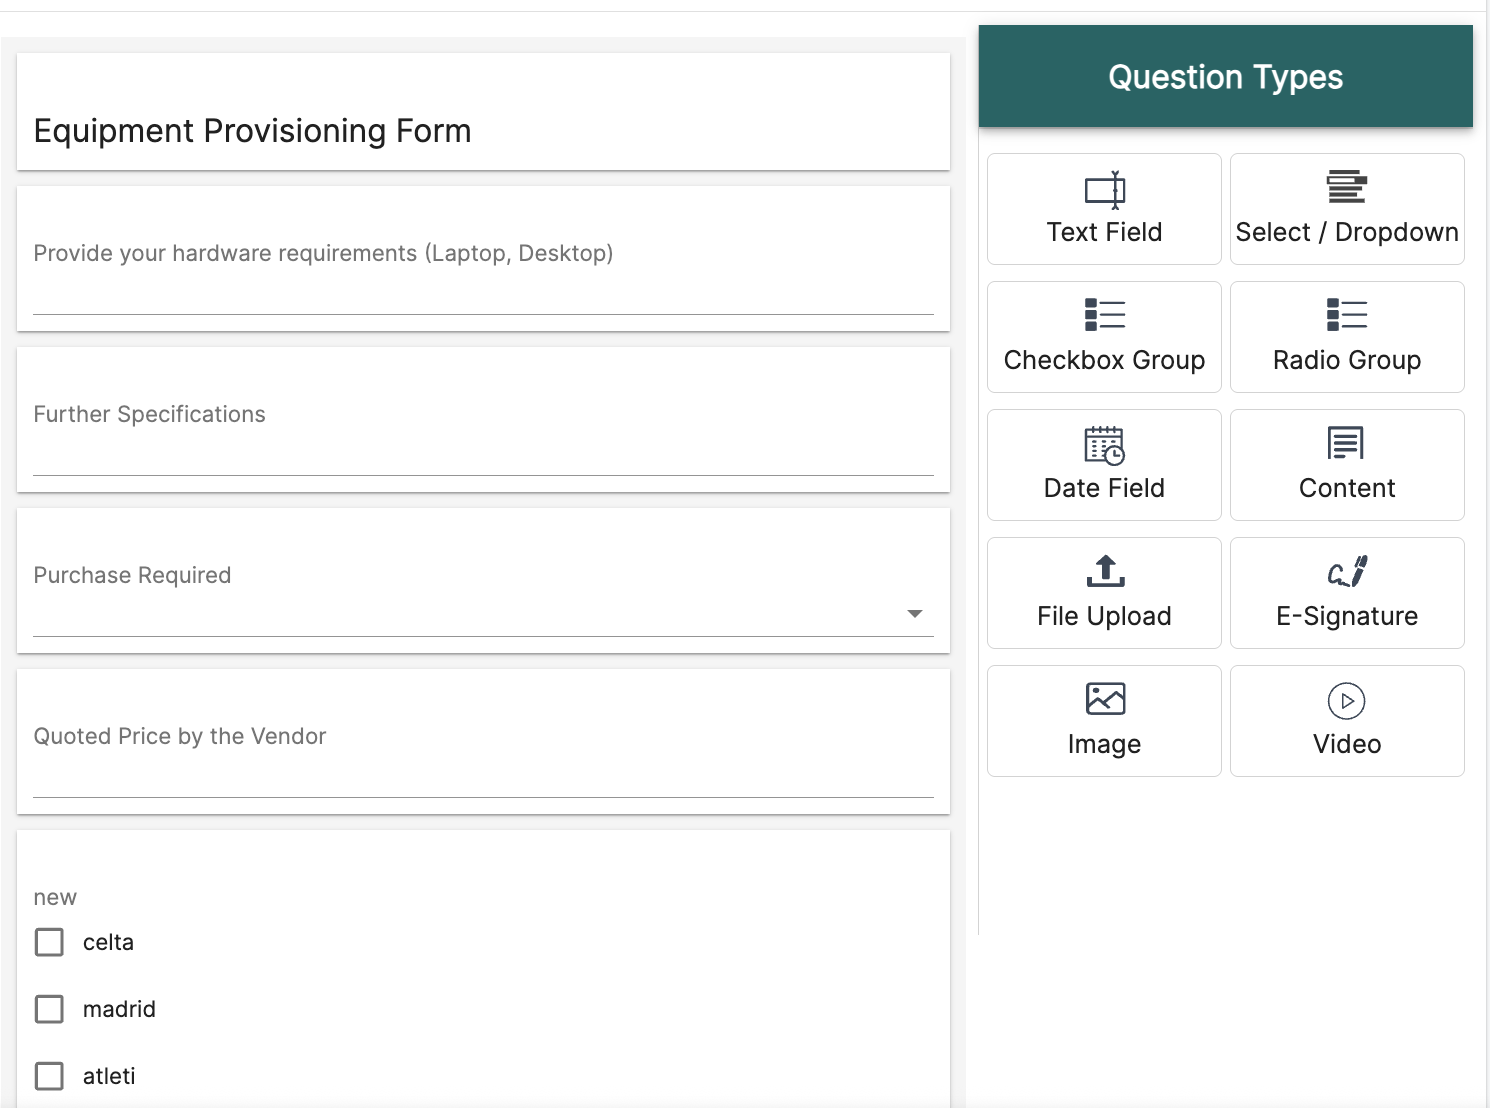 Equipment Provisioning Form
Provide your hardware requirements (Laptop, Desktop)
Further Specifications
Purchase Required
Quoted Price by the Vendor
new
celta
madrid
atleti
Question Types
Text Field
Select / Dropdown
Checkbox Group
Radio Group
Date Field
Content
File Upload
E-Signature
Image
Video